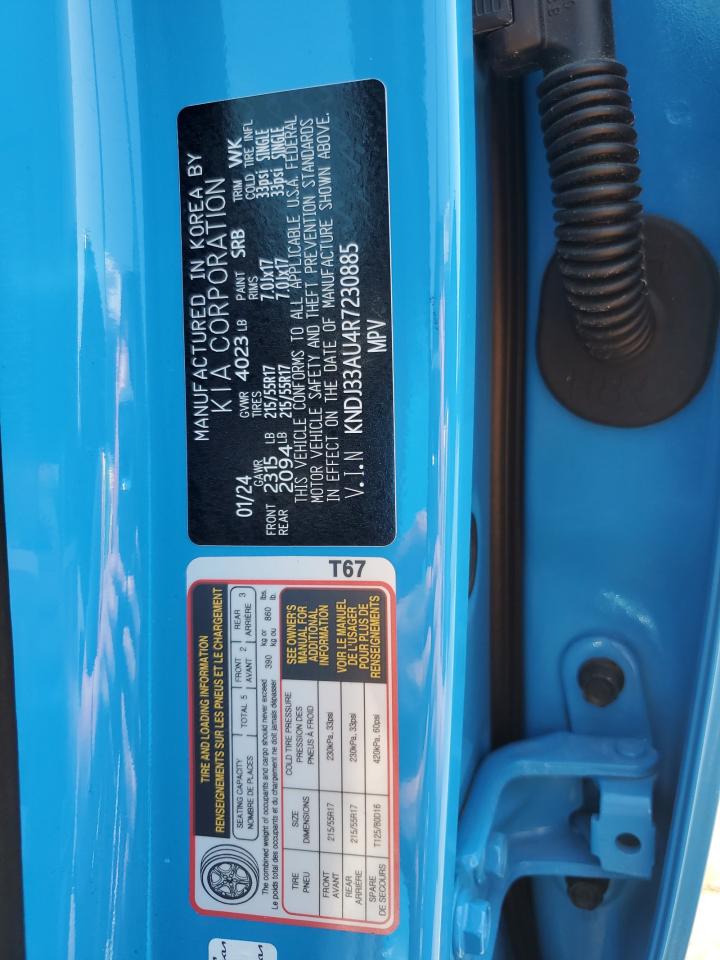 MANUFACTURED IN KOREA BY
KIA CORPORATION
01/24 GVWR 4023 LB PAINT SRB TRIM WK
GAWR TIRES RIMS COLD TIRE INFL
FRONT 2315 LB 215/55R17 7.0Jx17 33psi SINGLE
REAR 2094 LB 215/55R17 7.0Jx17 33psi SINGLE
THIS VEHICLE CONFORMS TO ALL APPLICABLE U.S.A. FEDERAL
MOTOR VEHICLE SAFETY AND THEFT PREVENTION STANDARDS
IN EFFECT ON THE DATE OF MANUFACTURE SHOWN ABOVE.
V.I.N KNDJ33AU4R7230885
MPV
TIRE AND LOADING INFORMATION
RENSEIGNEMENTS SUR LES PNEUS ET LE CHARGEMENT
SEATING CAPACITY TOTAL 5 FRONT 2 REAR 3
NOMBRE DE PLACES AVANT ARRIÈRE
The combined weight of occupants and cargo should never exceed 390 kg or 860 lbs.
Le poids total des occupants et du chargement ne doit jamais dépasser kg ou lb.
TIRE SIZE COLD TIRE PRESSURE
PNEU DIMENSIONS PRESSION DES PNEUS À FROID
FRONT AVANT 215/55R17 230kPa, 33psi
REAR ARRIÈRE 215/55R17 230kPa, 33psi
SPARE DE SECOURS T125/80D16 420kPa, 60psi
SEE OWNER'S
MANUAL FOR
ADDITIONAL
INFORMATION
VOIR LE MANUEL
DE L'USAGER
POUR PLUS DE
RENSEIGNEMENTS
T67